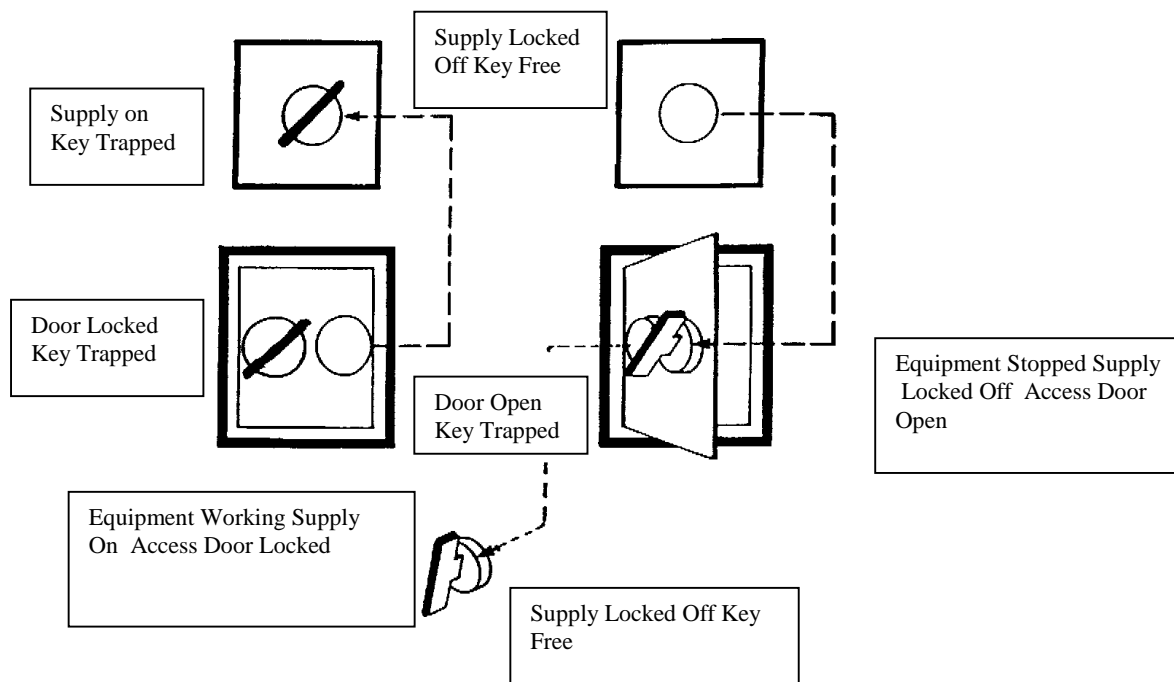 Supply Locked
Off Key Free
Supply on
Key Trapped
Door Locked
Key Trapped
Door Open
Key Trapped
Equipment Stopped Supply
Locked Off Access Door
Open
Equipment Working Supply
On Access Door Locked
Supply Locked Off Key
Free